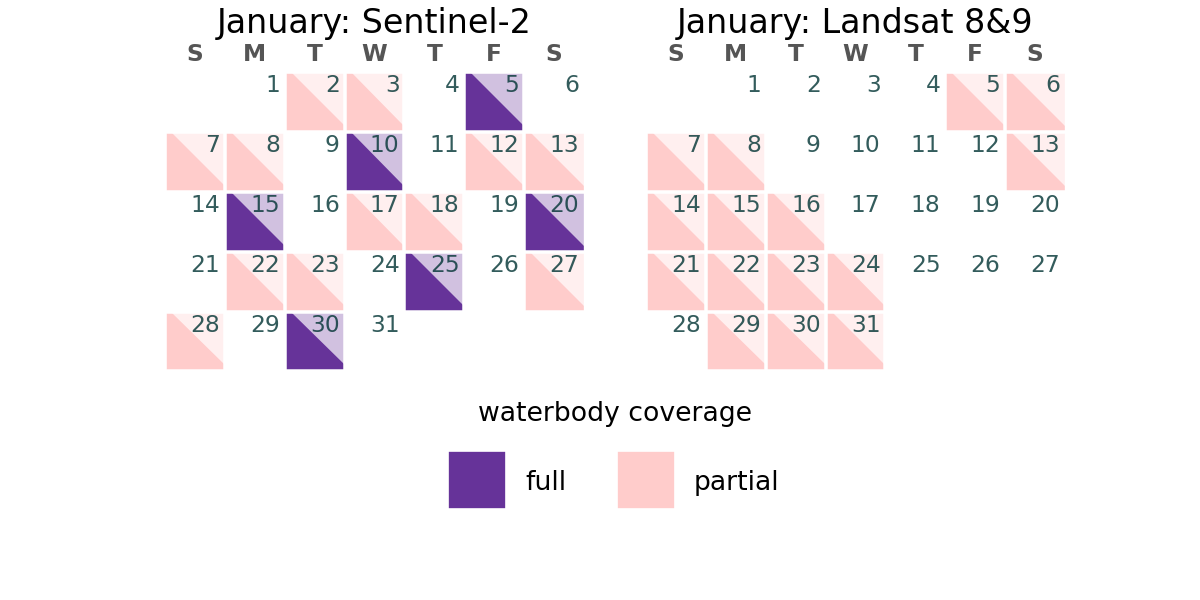 January: Sentinel-2
S M T W T F S
1 2 3 4 5 6
7 8 9 10 11 12 13
14 15 16 17 18 19 20
21 22 23 24 25 26 27
28 29 30 31
January: Landsat 8&9
S M T W T F S
1 2 3 4 5 6
7 8 9 10 11 12 13
14 15 16 17 18 19 20
21 22 23 24 25 26 27
28 29 30 31
waterbody coverage
full
partial